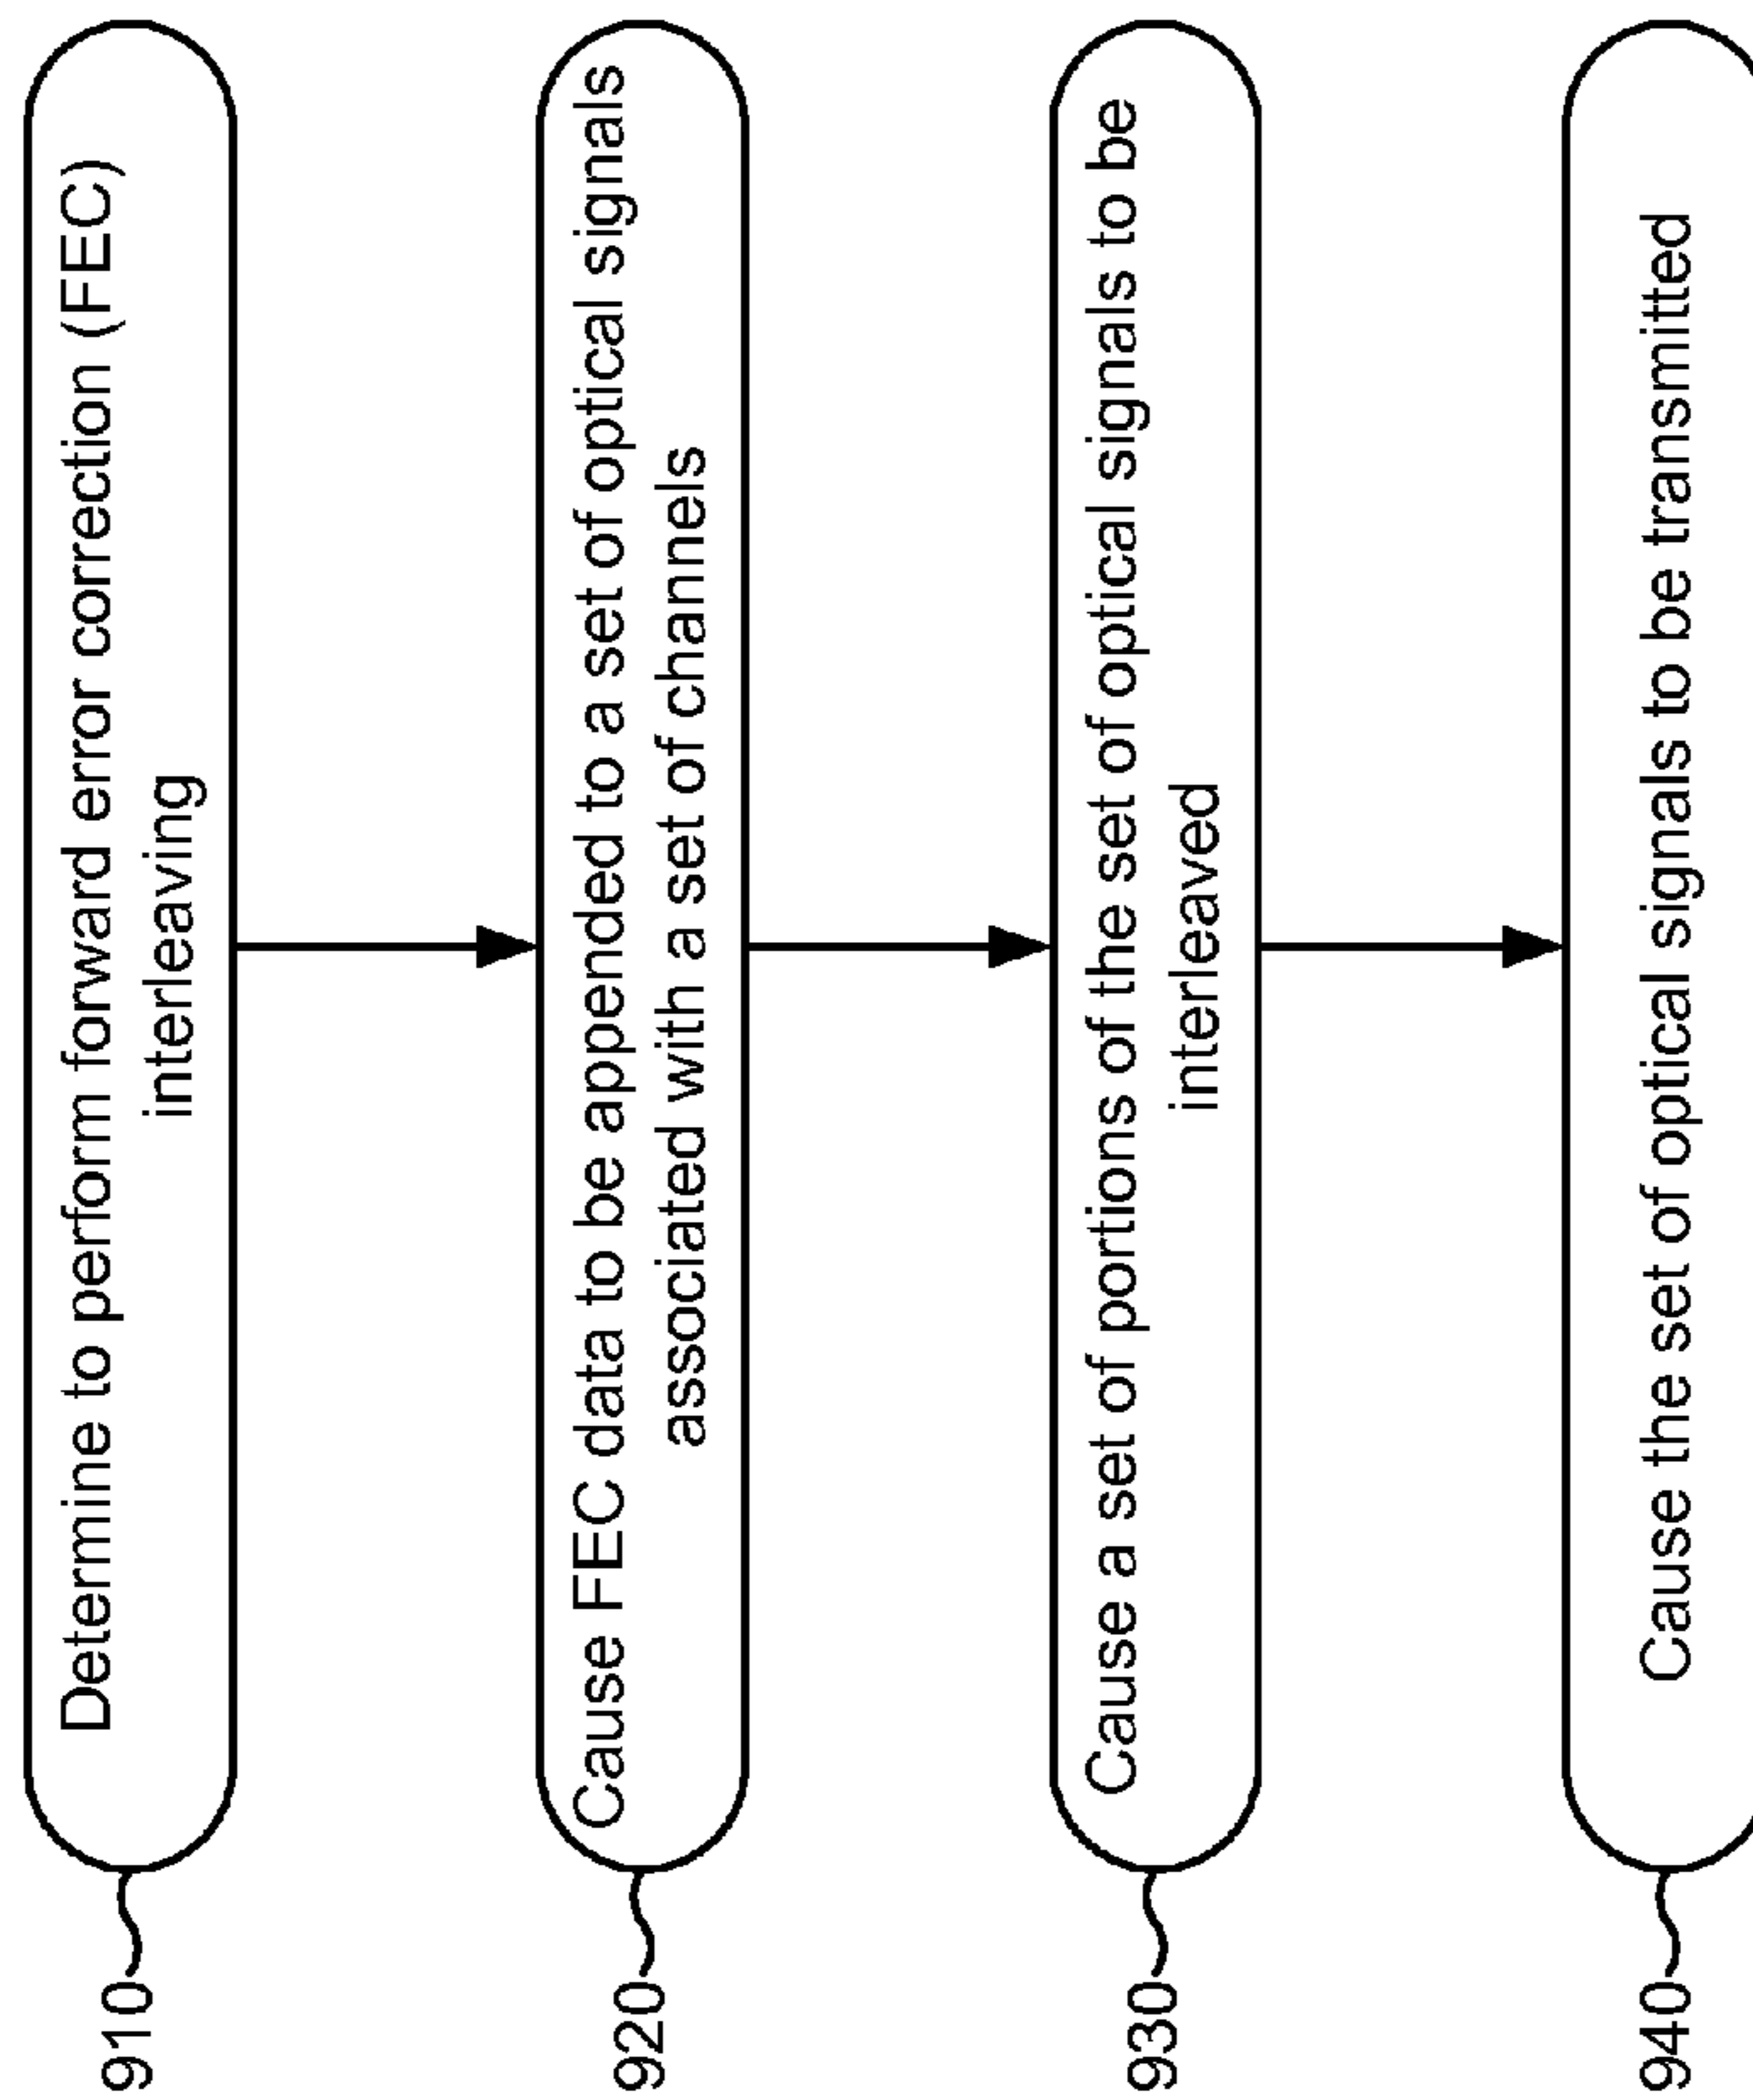 910
Determine to perform forward error correction (FEC)
interleaving
920
Cause FEC data to be appended to a set of optical signals
associated with a set of channels
930
Cause a set of portions of the set of optical signals to be
interleaved
940
Cause the set of optical signals to be transmitted